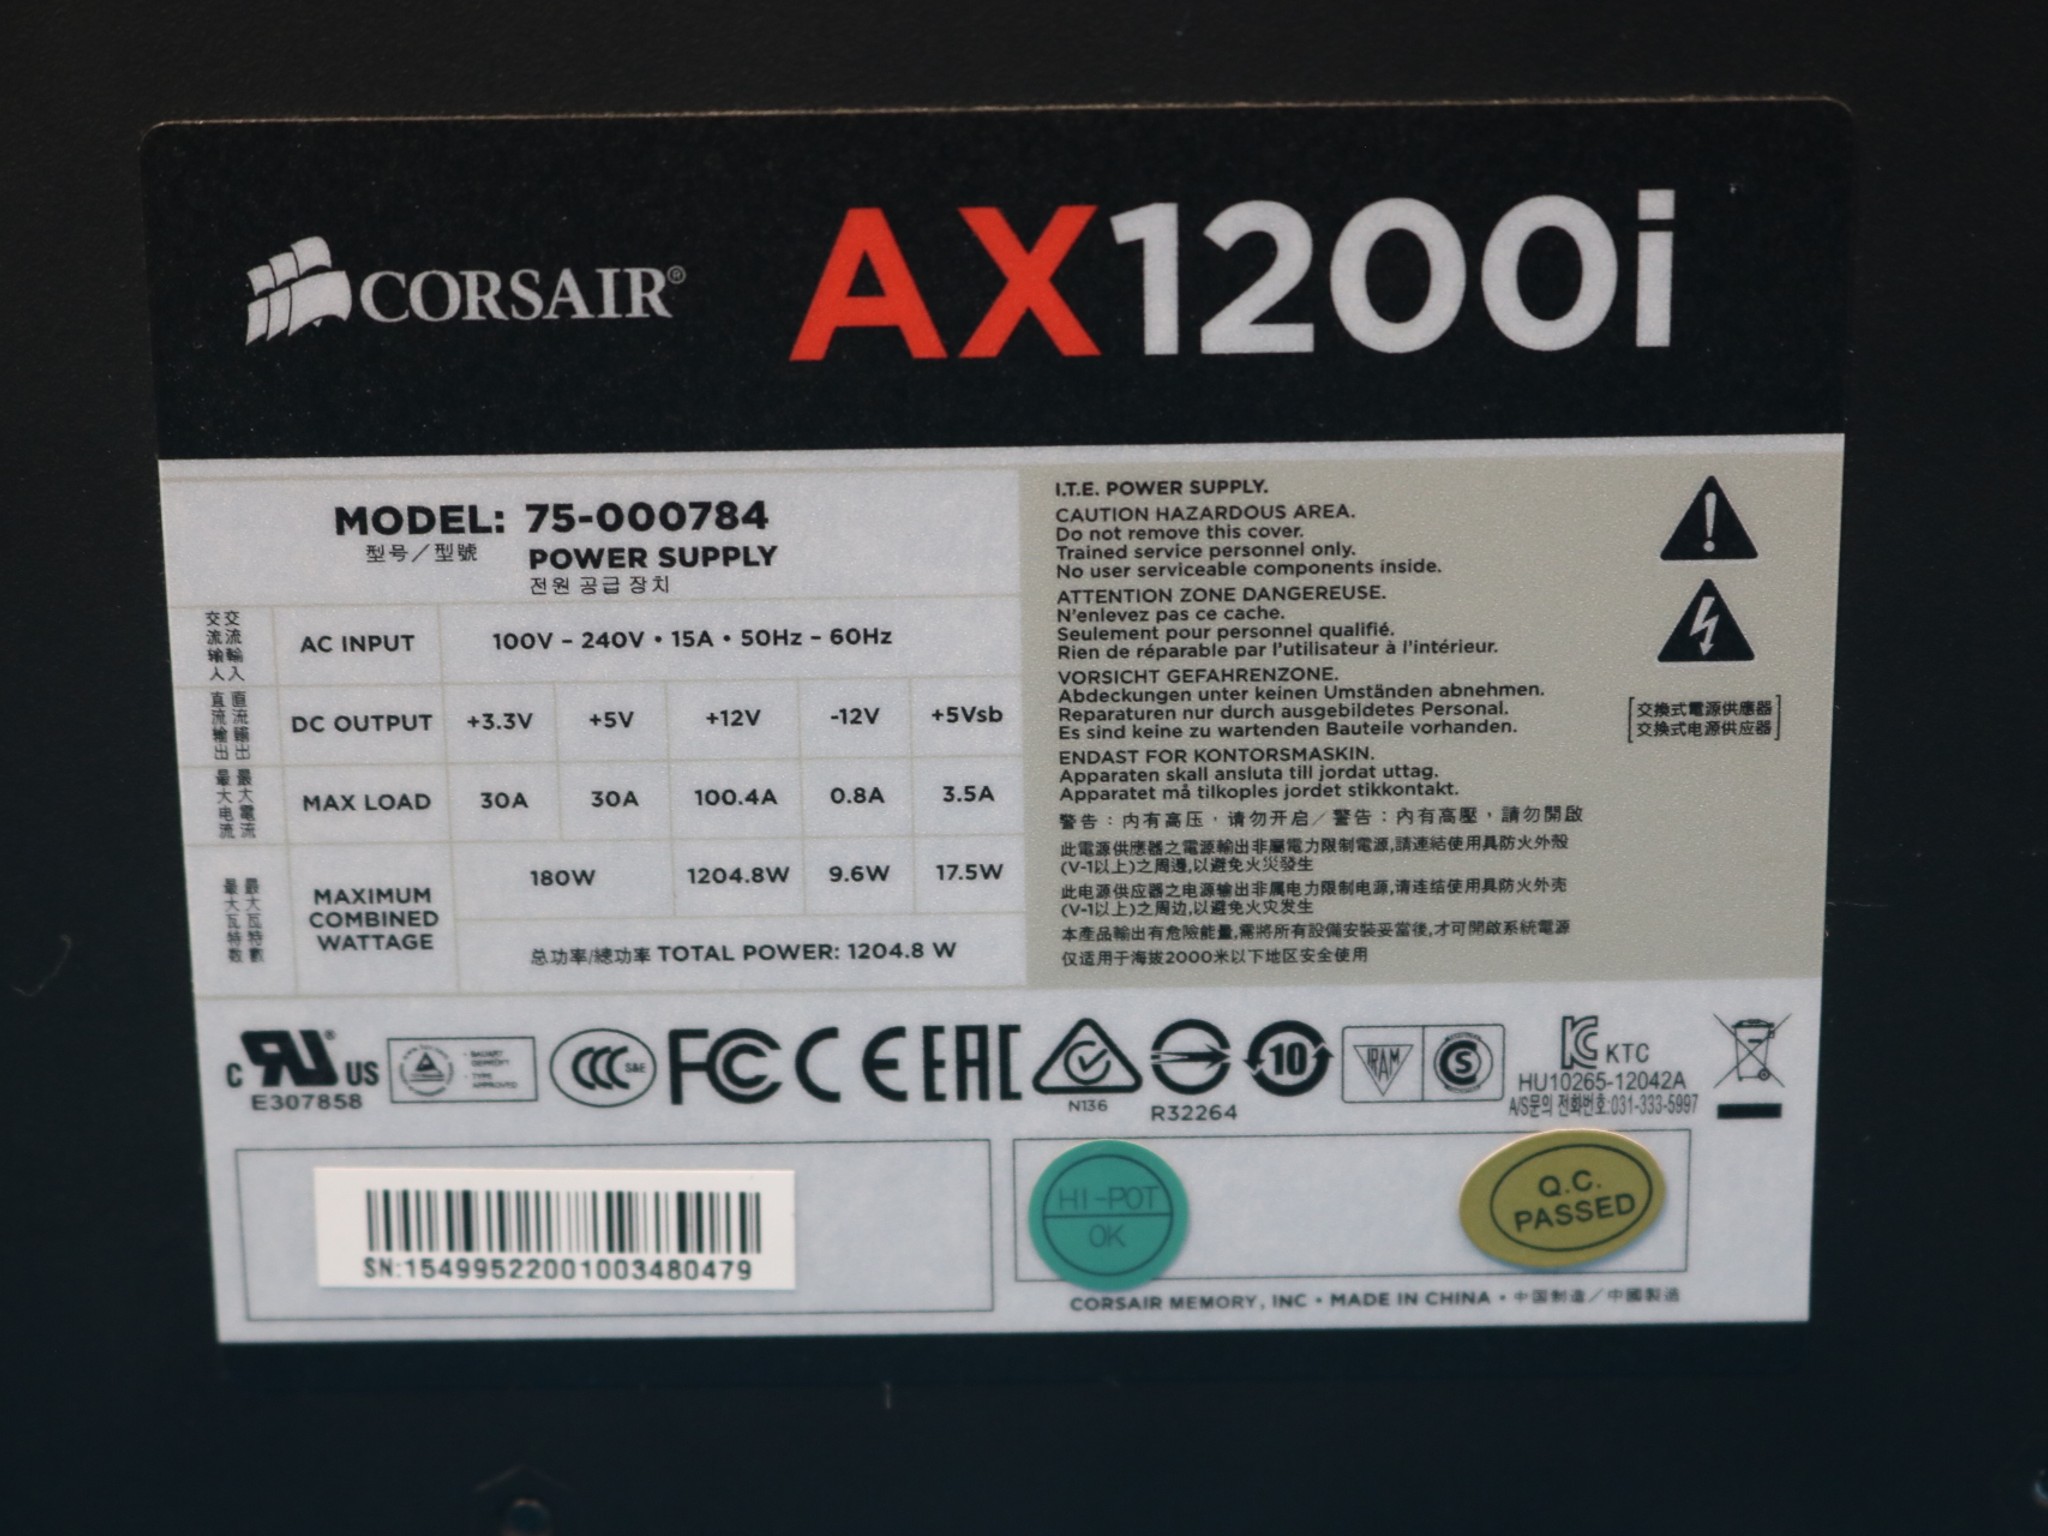 CORSAIR®
AX1200i
MODEL: 75-000784
型号／型號
POWER SUPPLY
전원 공급 장치
交流输入
交流輸入
AC INPUT
100V – 240V • 15A • 50Hz – 60Hz
直流输出
直流輸出
DC OUTPUT +3.3V +5V +12V -12V +5Vsb
最大电流
最大電流
MAX LOAD 30A 30A 100.4A 0.8A 3.5A
最大瓦特数
最大瓦特數
MAXIMUM
COMBINED
WATTAGE
180W 1204.8W 9.6W 17.5W
总功率/總功率 TOTAL POWER: 1204.8 W
I.T.E. POWER SUPPLY.
CAUTION HAZARDOUS AREA.
Do not remove this cover.
Trained service personnel only.
No user serviceable components inside.
ATTENTION ZONE DANGEREUSE.
N'enlevez pas ce cache.
Seulement pour personnel qualifié.
Rien de réparable par l'utilisateur à l'intérieur.
VORSICHT GEFAHRENZONE.
Abdeckungen unter keinen Umständen abnehmen.
Reparaturen nur durch ausgebildetes Personal.
Es sind keine zu wartenden Bauteile vorhanden.
ENDAST FOR KONTORSMASKIN.
Apparaten skall ansluta till jordat uttag.
Apparatet må tilkoples jordet stikkontakt.
警告：内有高压，请勿开启／警告：內有高壓，請勿開啟
此電源供應器之電源輸出非屬電力限制電源,請連結使用具防火外殼
(V-1以上)之周邊,以避免火災發生
此电源供应器之电源输出非属电力限制电源,请连结使用具防火外壳
(V-1以上)之周边,以避免火灾发生
本產品輸出有危險能量,需將所有設備安裝妥當後,才可開啟系統電源
仅适用于海拔2000米以下地区安全使用
交換式電源供應器
交换式电源供应器
c RU® US
E307858
BAUART
GEPRÜFT
TYPE
APPROVED
CCC S&E
FC
CE
EAC
N136
R32264
10
IRAM
S
KC KTC
HU10265-12042A
A/S문의 전화번호:031-333-5997
SN:15499522001003480479
HI-POT
OK
Q.C.
PASSED
CORSAIR MEMORY, INC • MADE IN CHINA • 中国制造／中國製造